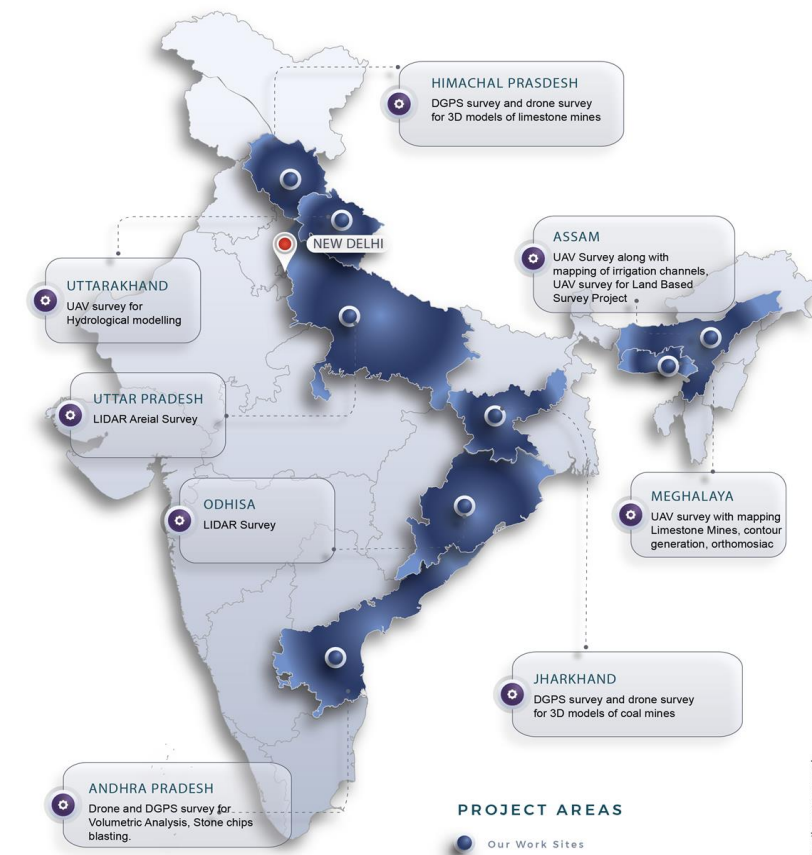 HIMACHAL PRASDESH
DGPS survey and drone survey
for 3D models of limestone mines
NEW DELHI
ASSAM
UAV Survey along with
mapping of irrigation channels,
UAV survey for Land Based
Survey Project
UTTARAKHAND
UAV survey for
Hydrological modelling
UTTAR PRADESH
LIDAR Areial Survey
ODHISA
LIDAR Survey
MEGHALAYA
UAV survey with mapping
Limestone Mines, contour
generation, orthomosiac
JHARKHAND
DGPS survey and drone survey
for 3D models of coal mines
ANDHRA PRADESH
Drone and DGPS survey for
Volumetric Analysis, Stone chips
blasting.
PROJECT AREAS
Our Work Sites